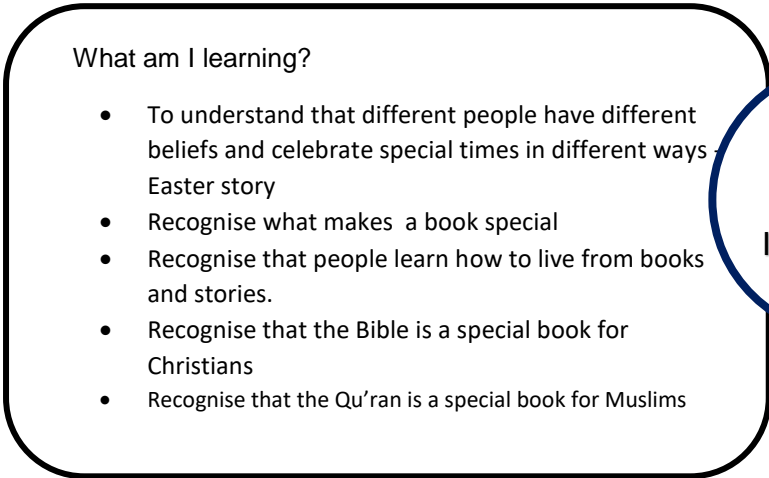 What am I learning?
• To understand that different people have different
beliefs and celebrate special times in different ways -
Easter story
• Recognise what makes  a book special
• Recognise that people learn how to live from books
and stories.
• Recognise that the Bible is a special book for
Christians
• Recognise that the Qu’ran is a special book for Muslims